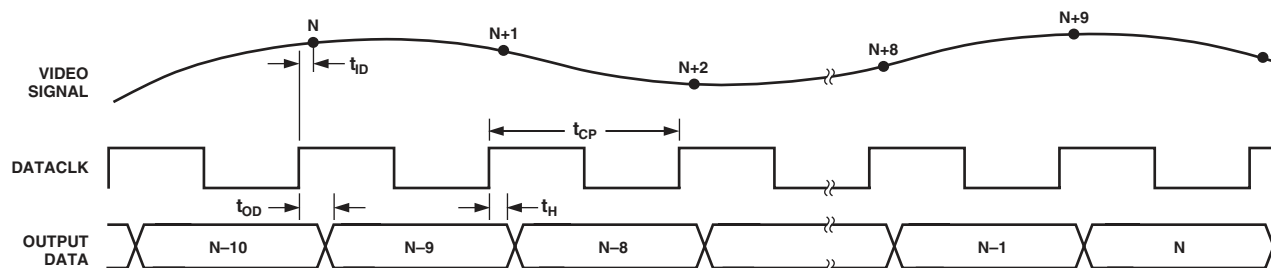 N
N+1
N+2
N+8
N+9
tID
VIDEO
SIGNAL
tCP
DATACLK
tOD
tH
OUTPUT
DATA
N–10
N–9
N–8
N–1
N